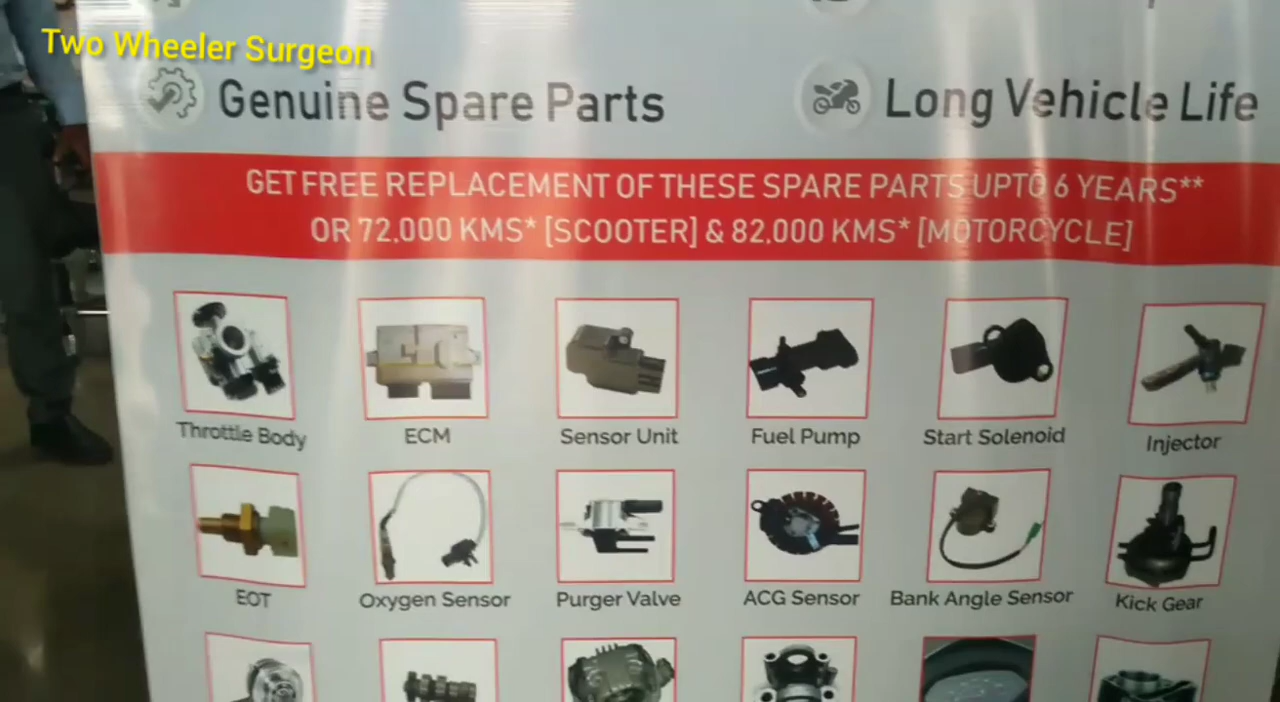 Two Wheeler Surgeon
Genuine Spare Parts
Long Vehicle Life
GET FREE REPLACEMENT OF THESE SPARE PARTS UPTO 6 YEARS**
OR 72,000 KMS* [SCOOTER] & 82,000 KMS* [MOTORCYCLE]
Throttle Body
ECM
Sensor Unit
Fuel Pump
Start Solenoid
Injector
EOT
Oxygen Sensor
Purger Valve
ACG Sensor
Bank Angle Sensor
Kick Gear